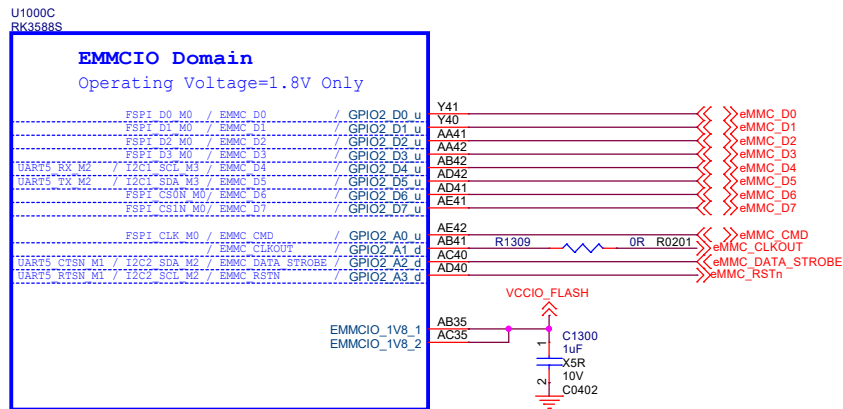 U1000C
RK3588S
EMMCIO Domain
Operating Voltage=1.8V Only
FSPI_D0_M0 / EMMC_D0 / GPIO2_D0_u Y41 eMMC_D0
FSPI_D1_M0 / EMMC_D1 / GPIO2_D1_u Y40 eMMC_D1
FSPI_D2_M0 / EMMC_D2 / GPIO2_D2_u AA41 eMMC_D2
FSPI_D3_M0 / EMMC_D3 / GPIO2_D3_u AA42 eMMC_D3
UART5_RX_M2 / I2C1_SCL_M3 / EMMC_D4 / GPIO2_D4_u AB42 eMMC_D4
UART5_TX_M2 / I2C1_SDA_M3 / EMMC_D5 / GPIO2_D5_u AD42 eMMC_D5
FSPI_CS0N_M0/ EMMC_D6 / GPIO2_D6_u AD41 eMMC_D6
FSPI_CS1N_M0/ EMMC_D7 / GPIO2_D7_u AE41 eMMC_D7
FSPI_CLK_M0 / EMMC_CMD / GPIO2_A0_u AE42 eMMC_CMD
/ EMMC_CLKOUT / GPIO2_A1_d AB41 R1309 0R R0201 eMMC_CLKOUT
UART5_CTSN_M1 / I2C2_SDA_M2 / EMMC_DATA_STROBE / GPIO2_A2_d AC40 eMMC_DATA_STROBE
UART5_RTSN_M1 / I2C2_SCL_M2 / EMMC_RSTN / GPIO2_A3_d AD40 eMMC_RSTn
VCCIO_FLASH
EMMCIO_1V8_1 AB35
EMMCIO_1V8_2 AC35
C1300
1uF
X5R
10V
C0402
1
2